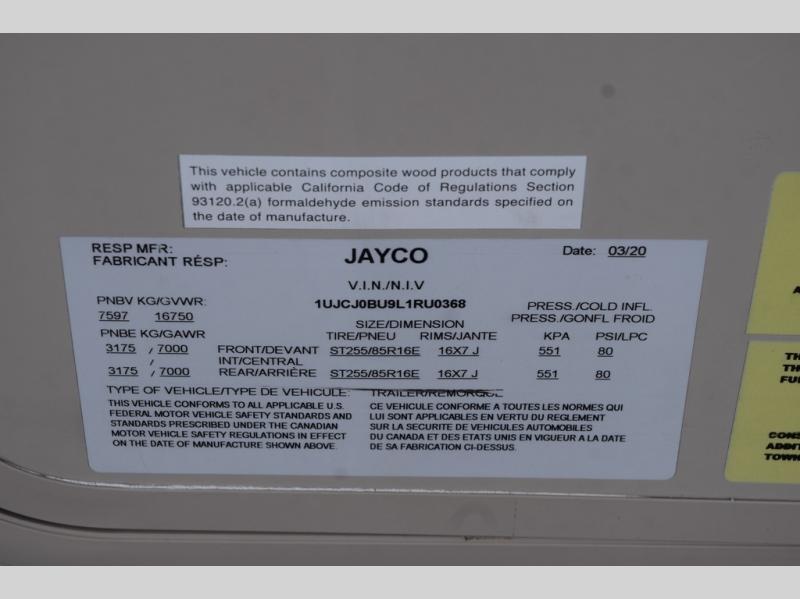 This vehicle contains composite wood products that comply
with applicable California Code of Regulations Section
93120.2(a) formaldehyde emission standards specified on
the date of manufacture.
RESP MFR:
FABRICANT RÉSP:
JAYCO
Date: 03/20
V.I.N./N.I.V
1UJCJ0BU9L1RU0368
PNBV KG/GVWR:
7597 16750
PRESS./COLD INFL.
PRESS./GONFL FROID
SIZE/DIMENSION
PNBE KG/GAWR
TIRE/PNEU RIMS/JANTE KPA PSI/LPC
3175 / 7000 FRONT/DEVANT ST255/85R16E 16X7 J 551 80
INT/CENTRAL
3175 / 7000 REAR/ARRIÈRE ST255/85R16E 16X7 J 551 80
TYPE OF VEHICLE/TYPE DE VEHICULE: TRAILER/REMORQUE
THIS VEHICLE CONFORMS TO ALL APPLICABLE U.S.
FEDERAL MOTOR VEHICLE SAFETY STANDARDS AND
STANDARDS PRESCRIBED UNDER THE CANADIAN
MOTOR VEHICLE SAFETY REGULATIONS IN EFFECT
ON THE DATE OF MANUFACTURE SHOWN ABOVE.
CE VEHICULE CONFORME A TOUTES LES NORMES QUI
LUI SONT APPLICABLES EN VERTU DU REGLEMENT
SUR LA SECURITE DE VEHICULES AUTOMOBILES
DU CANADA ET DES ETATS UNIS EN VIGUEUR A LA DATE
DE SA FABRICATION CI-DESSUS.